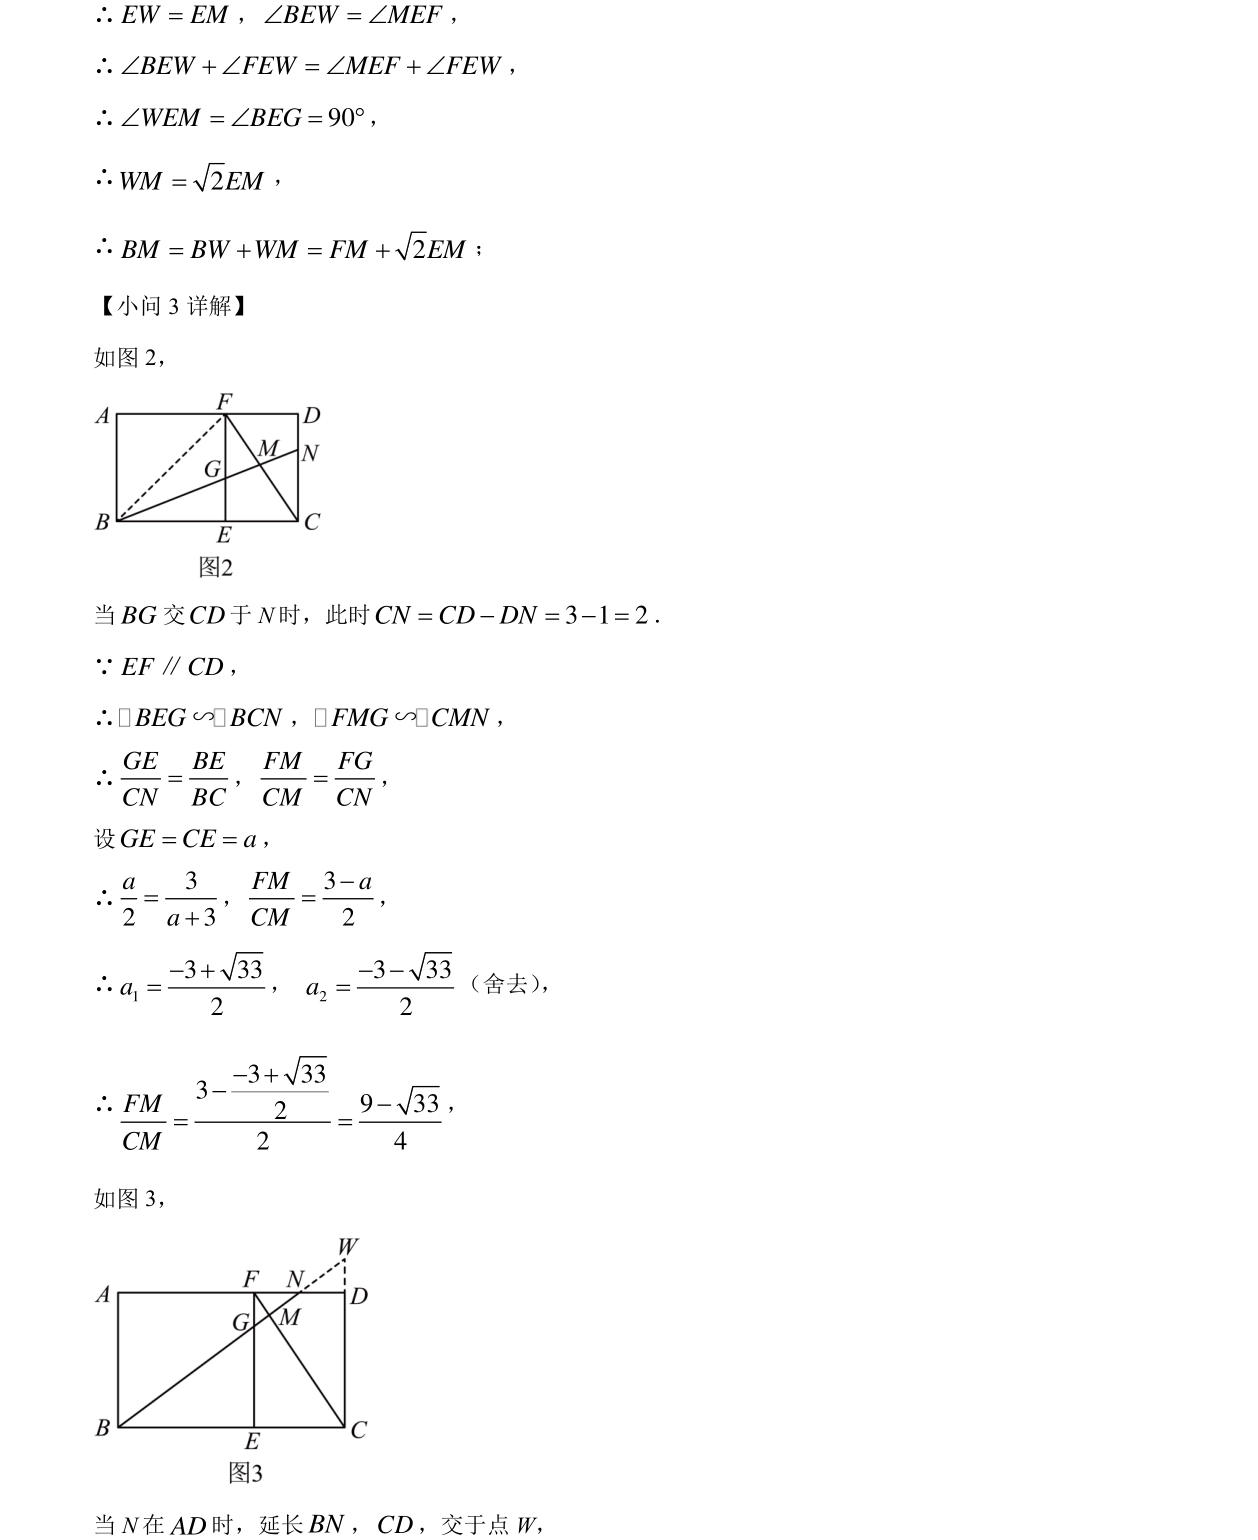 ∴ EW = EM ，∠BEW = ∠MEF ，
∴ ∠BEW + ∠FEW = ∠MEF + ∠FEW ，
∴ ∠WEM = ∠BEG = 90° ，
∴ WM = √2EM ，
∴ BM = BW + WM = FM + √2EM ；
【小问 3 详解】
如图 2，
A F D
M N
G
B E C
图2
当 BG 交 CD 于 N 时，此时 CN = CD − DN = 3−1 = 2 .
∵ EF // CD ，
∴ □ BEG ∽ □ BCN ，□ FMG ∽ □ CMN ，
∴ GE/CN = BE/BC ，FM/CM = FG/CN ，
设 GE = CE = a ，
∴ a/2 = 3/(a+3) ，FM/CM = (3−a)/2 ，
∴ a₁ = (−3+√33)/2 ， a₂ = (−3−√33)/2（舍去），
∴ FM/CM = (3−(−3+√33)/2)/2 = (9−√33)/4 ，
如图 3，
W
A F N D
G M
B E C
图3
当 N 在 AD 时，延长 BN ，CD ，交于点 W，